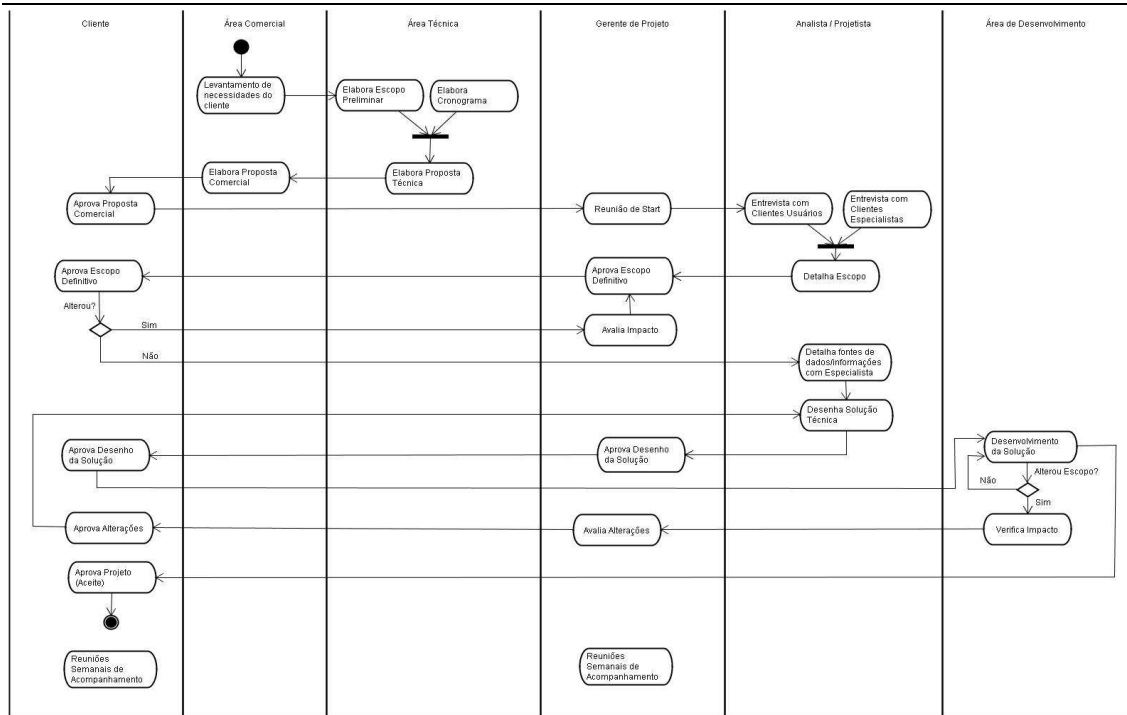 Cliente
Área Comercial
Área Técnica
Gerente de Projeto
Analista / Projetista
Área de Desenvolvimento
Levantamento de
necessidades do
cliente
Elabora Escopo
Preliminar
Elabora
Cronograma
Elabora Proposta
Comercial
Elabora Proposta
Técnica
Aprova Proposta
Comercial
Reunião de Start
Entrevista com
Clientes Usuários
Entrevista com
Clientes
Especialistas
Aprova Escopo
Definitivo
Aprova Escopo
Definitivo
Detalha Escopo
Alterou?
Sim
Avalia Impacto
Não
Detalha fontes de
dados/informações
com Especialista
Desenha Solução
Técnica
Aprova Desenho
da Solução
Aprova Desenho
da Solução
Desenvolvimento
da Solução
Alterou Escopo?
Não
Sim
Aprova Alterações
Avalia Alterações
Verifica Impacto
Aprova Projeto
(Aceite)
Reuniões
Semanais de
Acompanhamento
Reuniões
Semanais de
Acompanhamento